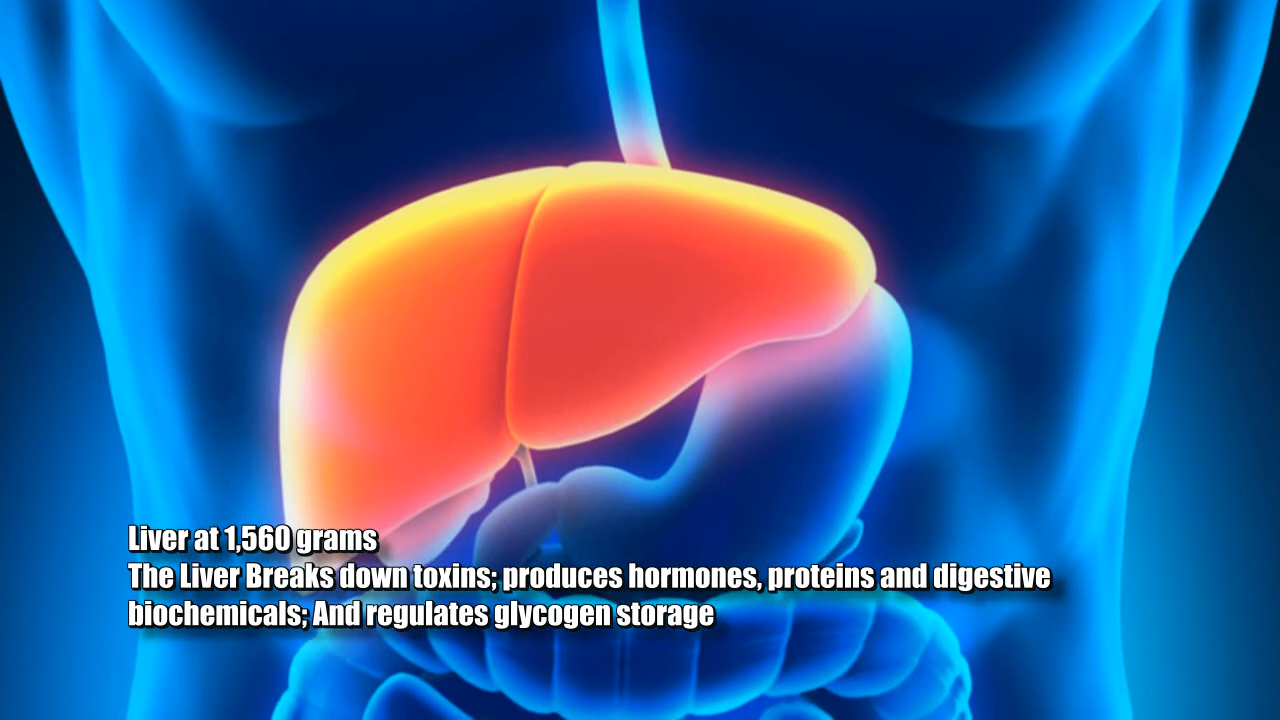 Liver at 1,560 grams
The Liver Breaks down toxins; produces hormones, proteins and digestive
biochemicals; And regulates glycogen storage